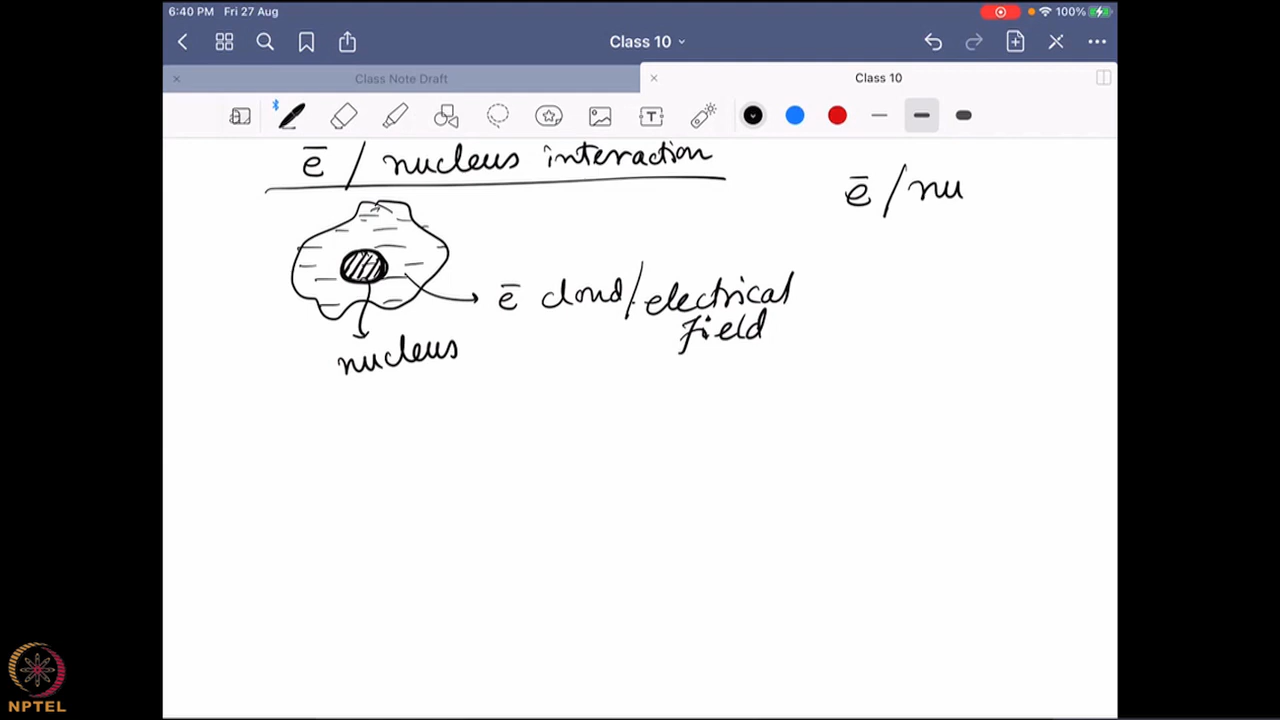 6:40 PM Fri 27 Aug
100%
Class 10
Class Note Draft
Class 10
T
ē / nucleus interaction
ē / nu
ē cloud / electrical
field
nucleus
NPTEL